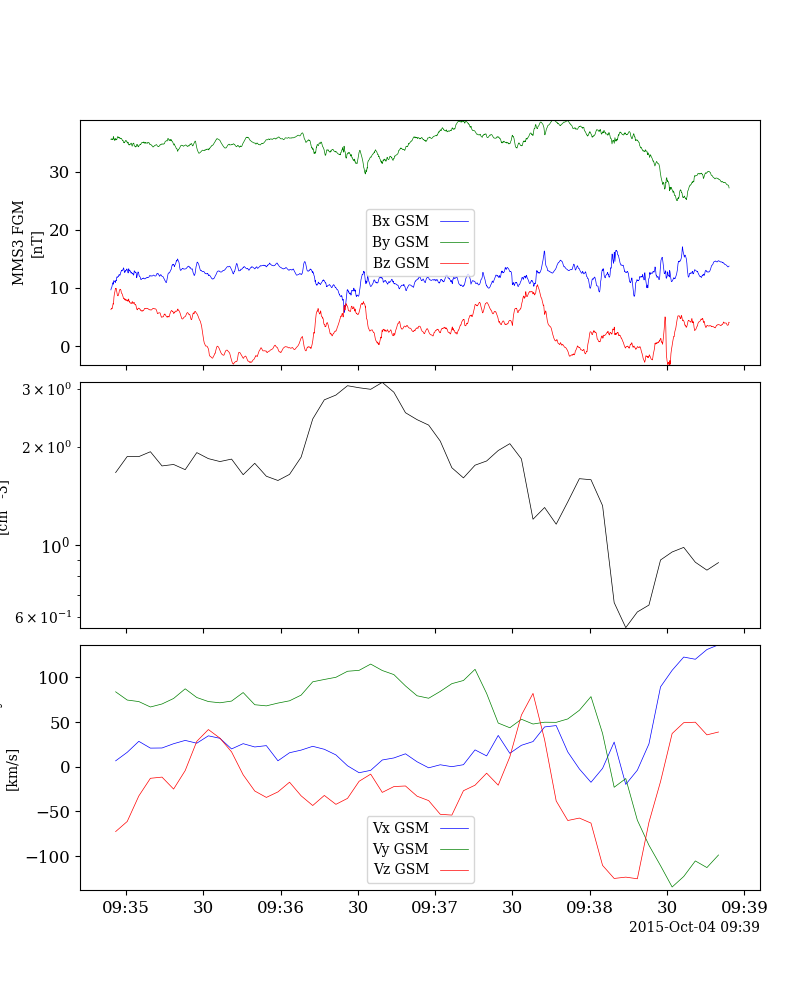 MMS3 FGM
[nT]
30
20
10
0
Bx GSM
By GSM
Bz GSM
3 × 10⁰
2 × 10⁰
10⁰
6 × 10⁻¹
100
50
0
−50
−100
[km/s]
Vx GSM
Vy GSM
Vz GSM
09:35 30 09:36 30 09:37 30 09:38 30 09:39
2015-Oct-04 09:39